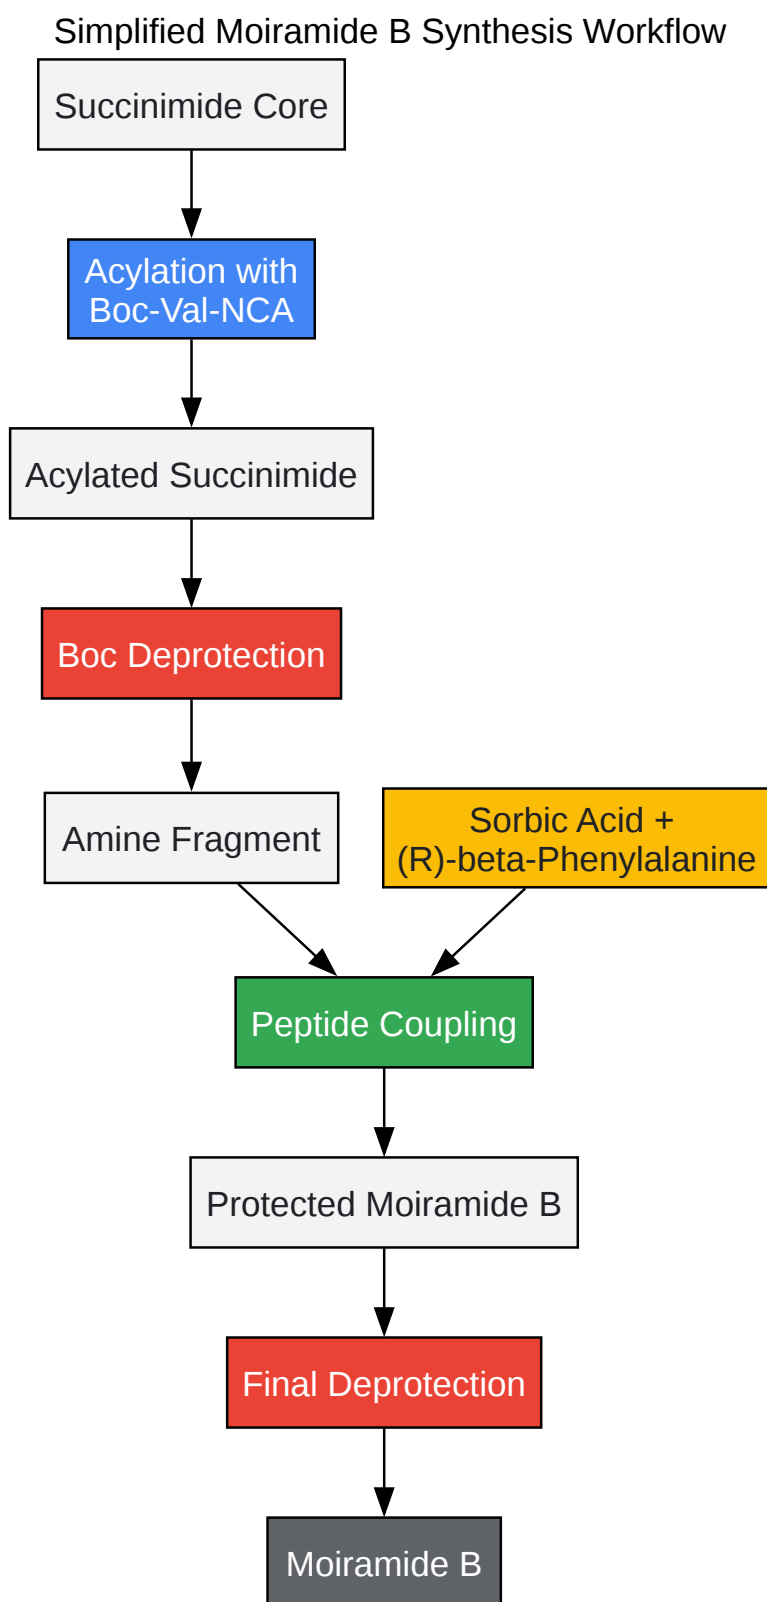 Simplified Moiramide B Synthesis Workflow
Succinimide Core
Acylation with
Boc-Val-NCA
Acylated Succinimide
Boc Deprotection
Amine Fragment
Sorbic Acid +
(R)-beta-Phenylalanine
Peptide Coupling
Protected Moiramide B
Final Deprotection
Moiramide B